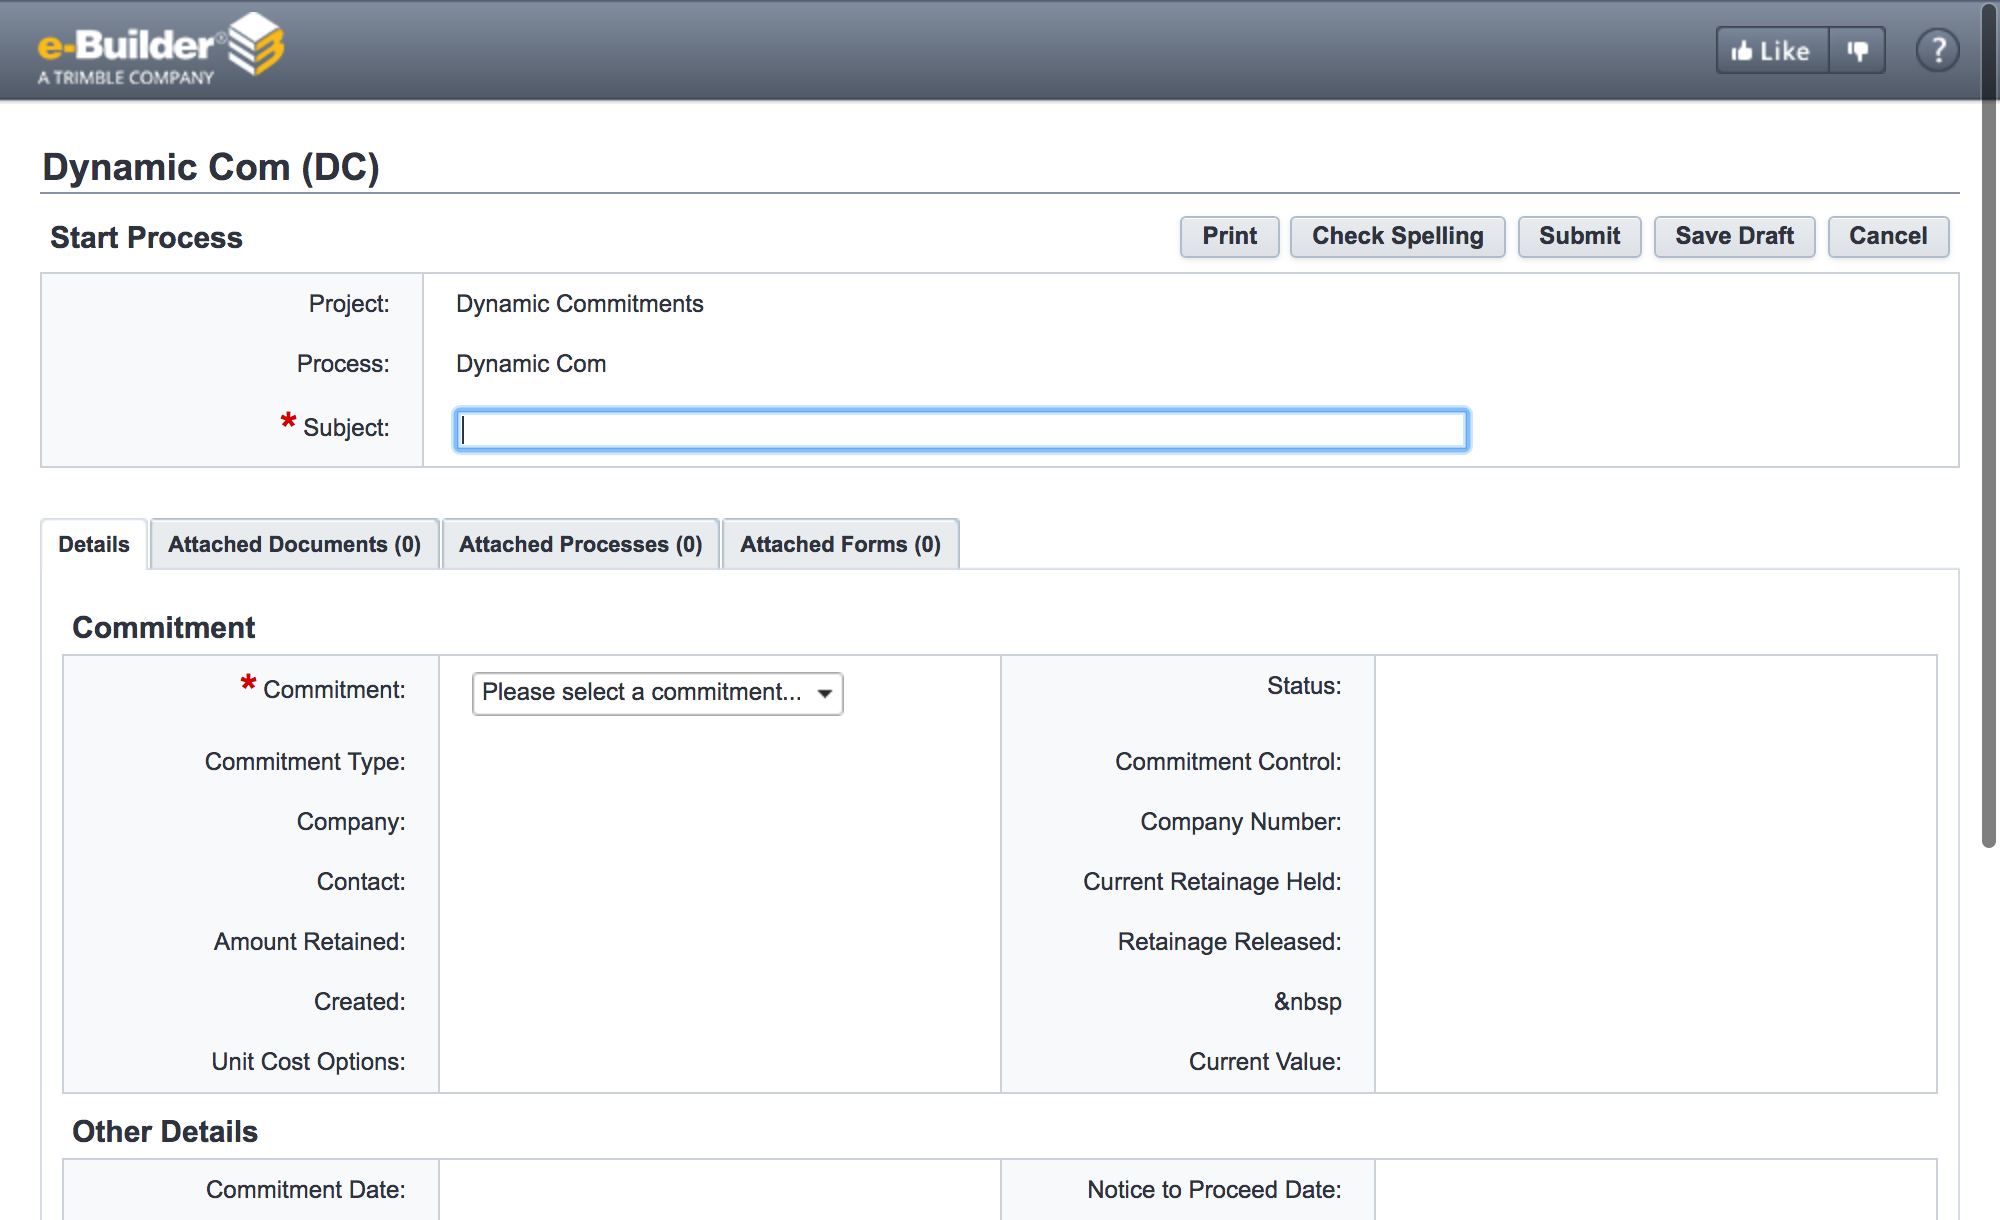 e-Builder®
A TRIMBLE COMPANY
Like
?
Dynamic Com (DC)
Start Process
Print
Check Spelling
Submit
Save Draft
Cancel
Project: Dynamic Commitments
Process: Dynamic Com
* Subject:
Details
Attached Documents (0)
Attached Processes (0)
Attached Forms (0)
Commitment
* Commitment: Please select a commitment...
Status:
Commitment Type:
Commitment Control:
Company:
Company Number:
Contact:
Current Retainage Held:
Amount Retained:
Retainage Released:
Created:
&nbsp
Unit Cost Options:
Current Value:
Other Details
Commitment Date:
Notice to Proceed Date: